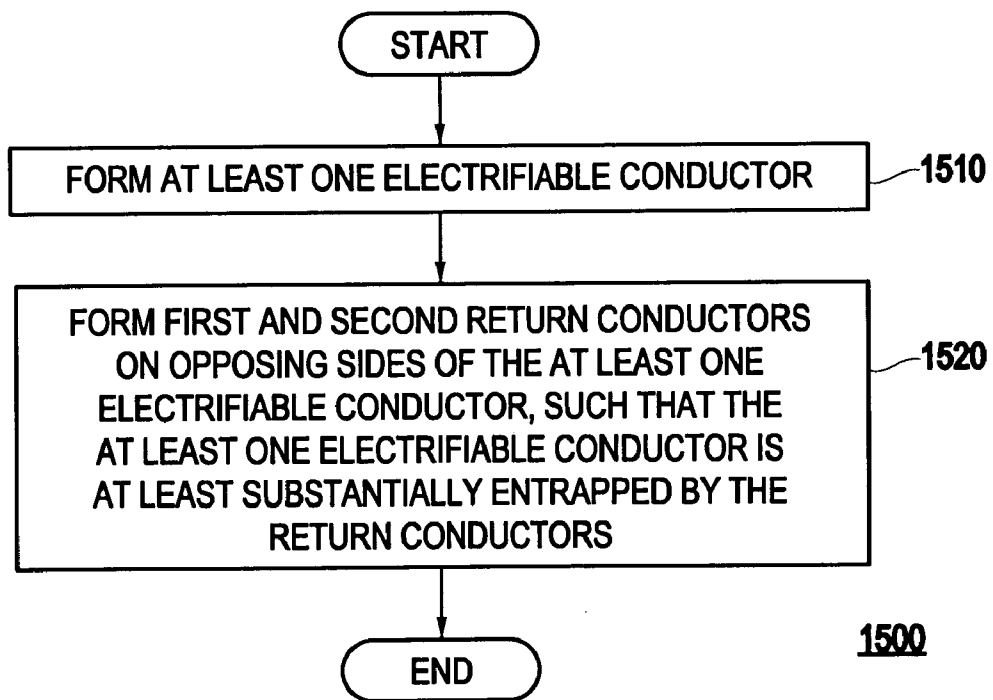 START
FORM AT LEAST ONE ELECTRIFIABLE CONDUCTOR
1510
FORM FIRST AND SECOND RETURN CONDUCTORS
ON OPPOSING SIDES OF THE AT LEAST ONE
ELECTRIFIABLE CONDUCTOR, SUCH THAT THE
AT LEAST ONE ELECTRIFIABLE CONDUCTOR IS
AT LEAST SUBSTANTIALLY ENTRAPPED BY THE
RETURN CONDUCTORS
1520
END
1500